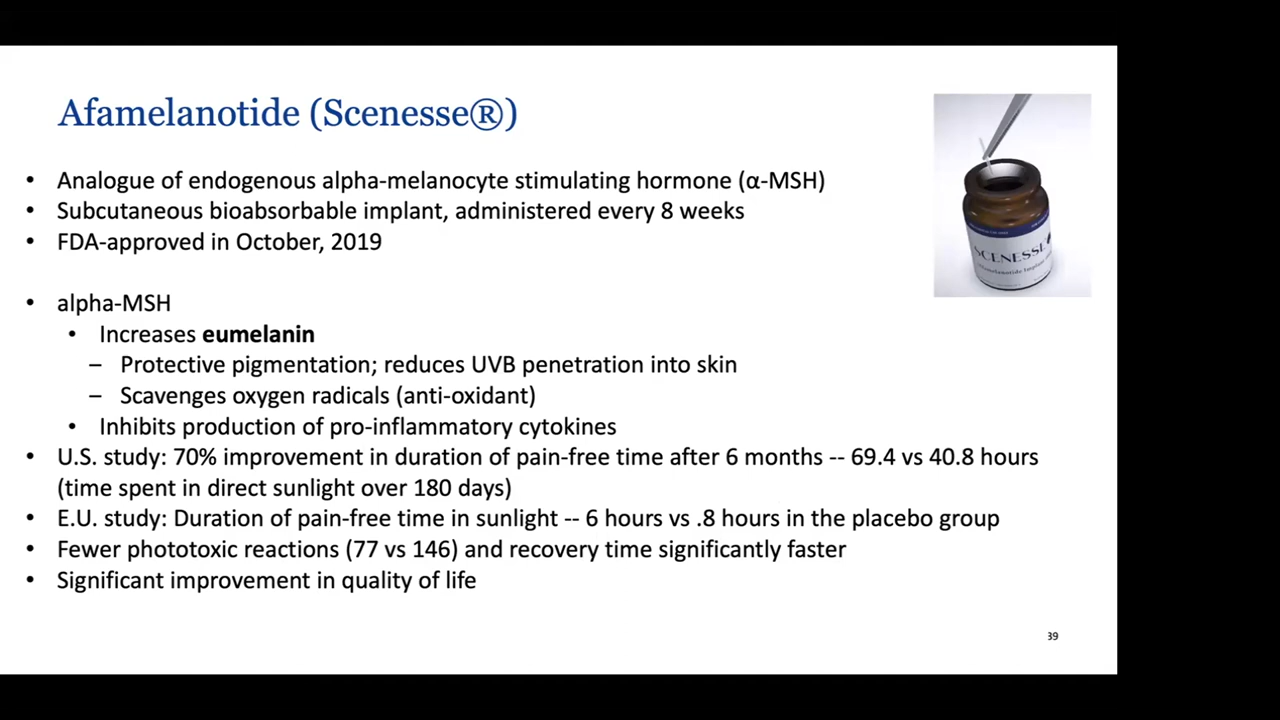 Afamelanotide (Scenesse®)
• Analogue of endogenous alpha-melanocyte stimulating hormone (α-MSH)
• Subcutaneous bioabsorbable implant, administered every 8 weeks
• FDA-approved in October, 2019
• alpha-MSH
• Increases eumelanin
– Protective pigmentation; reduces UVB penetration into skin
– Scavenges oxygen radicals (anti-oxidant)
• Inhibits production of pro-inflammatory cytokines
• U.S. study: 70% improvement in duration of pain-free time after 6 months -- 69.4 vs 40.8 hours
(time spent in direct sunlight over 180 days)
• E.U. study: Duration of pain-free time in sunlight -- 6 hours vs .8 hours in the placebo group
• Fewer phototoxic reactions (77 vs 146) and recovery time significantly faster
• Significant improvement in quality of life
SCENESSE
39